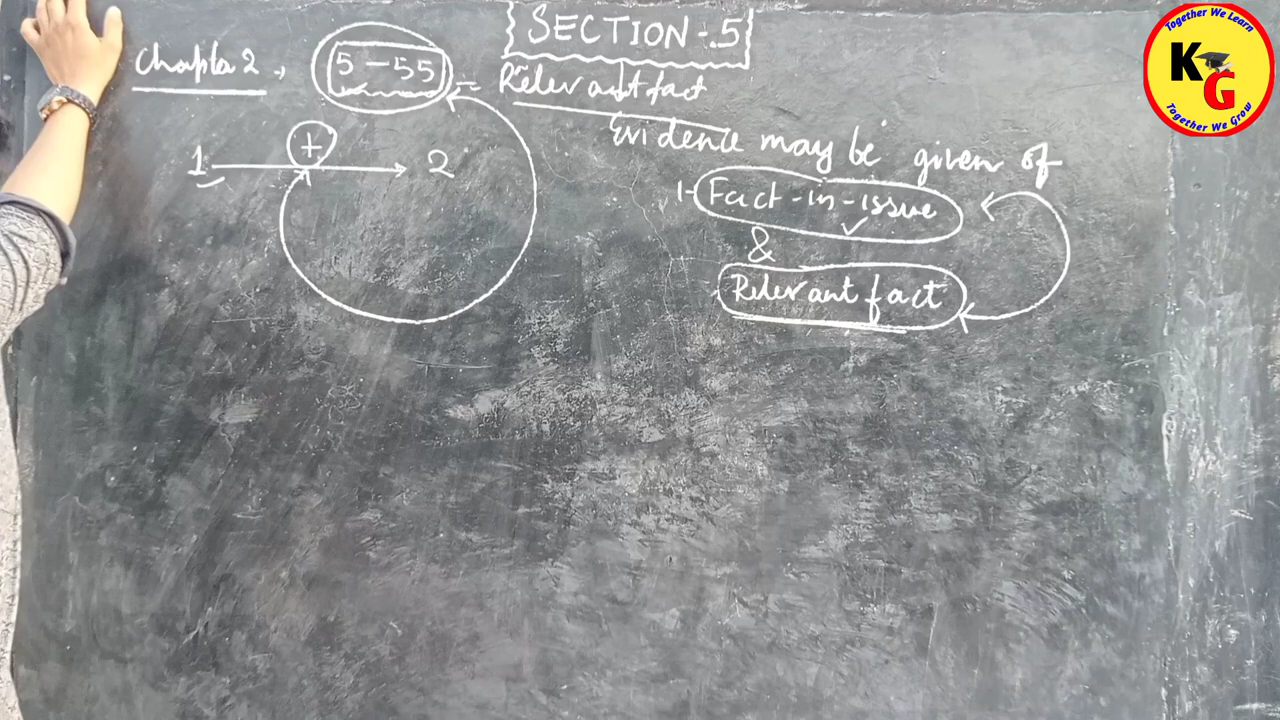 SECTION-.5
Chapta 2, 5-55 = Relevant fact
Evidence may be given of
1 + 2
1- Fact-in-issue
&
Relevant fact
Together We Learn
KG
Together We Grow